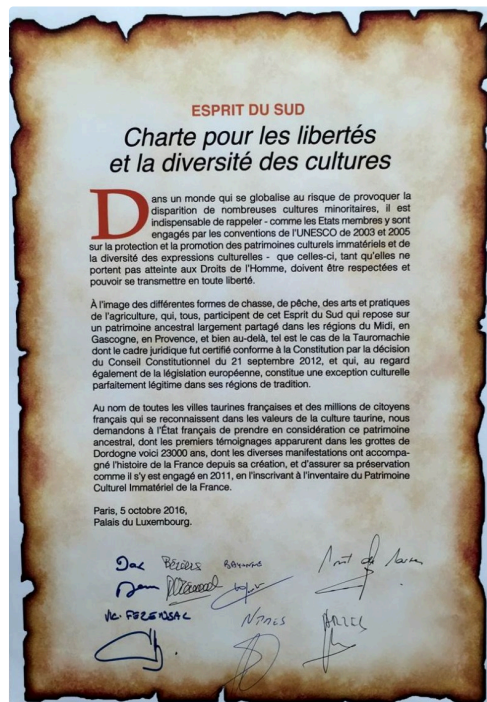 ESPRIT DU SUD
Charte pour les libertés
et la diversité des cultures
Dans un monde qui se globalise au risque de provoquer la
disparition de nombreuses cultures minoritaires, il est
indispensable de rappeler - comme les Etats membres y sont
engagés par les conventions de l'UNESCO de 2003 et 2005
sur la protection et la promotion des patrimoines culturels immatériels et de
la diversité des expressions culturelles - que celles-ci, tant qu'elles ne
portent pas atteinte aux Droits de l'Homme, doivent être respectées et
pouvoir se transmettre en toute liberté.
À l'image des différentes formes de chasse, de pêche, des arts et pratiques
de l'agriculture, qui, tous, participent de cet Esprit du Sud qui repose sur
un patrimoine ancestral largement partagé dans les régions du Midi, en
Gascogne, en Provence, et bien au-delà, tel est le cas de la Tauromachie
dont le cadre juridique fut certifié conforme à la Constitution par la décision
du Conseil Constitutionnel du 21 septembre 2012, et qui, au regard
également de la législation européenne, constitue une exception culturelle
parfaitement légitime dans ses régions de tradition.
Au nom de toutes les villes taurines françaises et des millions de citoyens
français qui se reconnaissent dans les valeurs de la culture taurine, nous
demandons à l'État français de prendre en considération ce patrimoine
ancestral, dont les premiers témoignages apparurent dans les grottes de
Dordogne voici 23000 ans, dont les diverses manifestations ont accompa-
gné l'histoire de la France depuis sa création, et d'assurer sa préservation
comme il s'y est engagé en 2011, en l'inscrivant à l'inventaire du Patrimoine
Culturel Immatériel de la France.
Paris, 5 octobre 2016,
Palais du Luxembourg.
Dax BÉZIERS BAYONNE Mont de Marsan
Vic-FEZENSAC NIMES ARLES